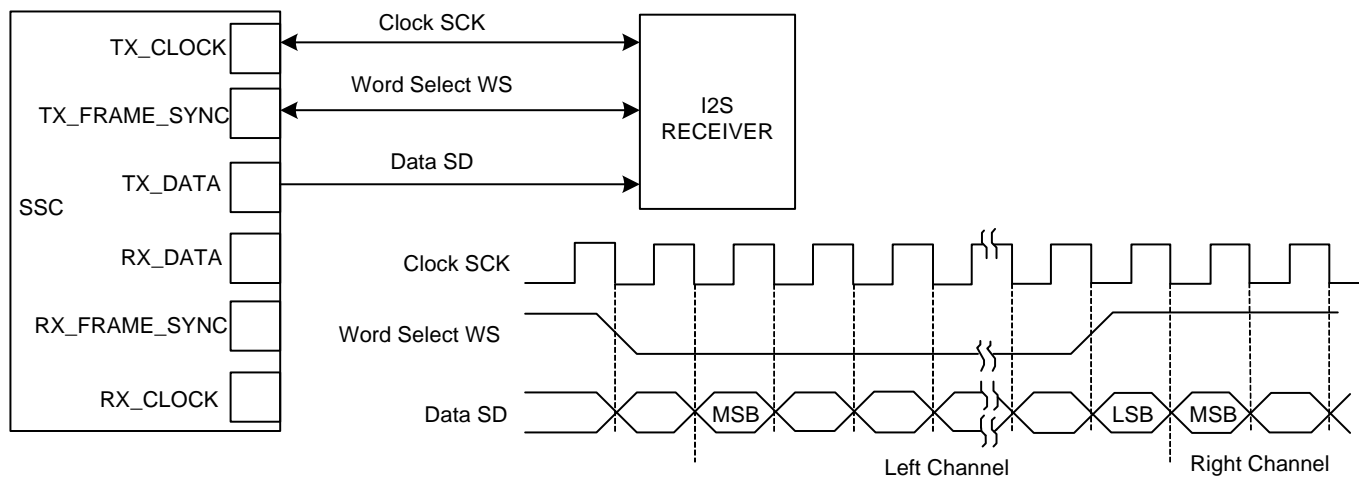 Clock SCK
TX_CLOCK
Word Select WS
TX_FRAME_SYNC
I2S
RECEIVER
Data SD
TX_DATA
SSC
RX_DATA
Clock SCK
RX_FRAME_SYNC
Word Select WS
RX_CLOCK
Data SD
MSB
LSB
MSB
Left Channel
Right Channel